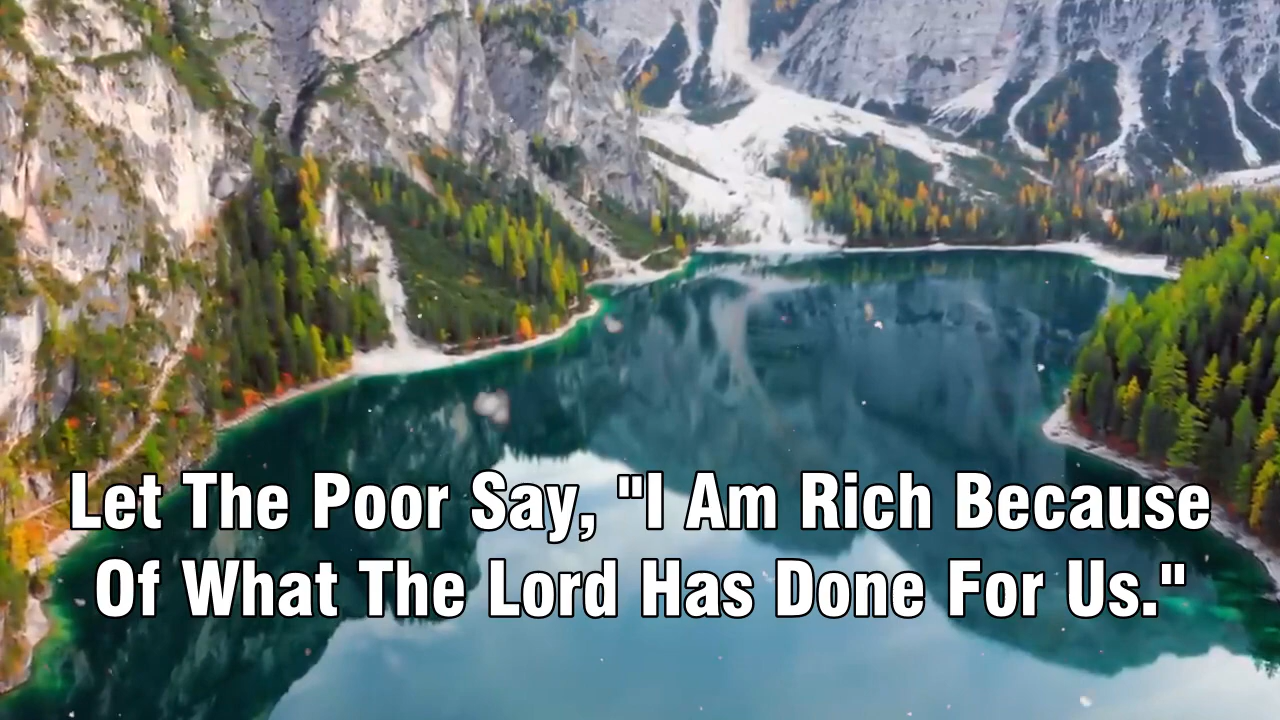 Let The Poor Say, "I Am Rich Because
Of What The Lord Has Done For Us."